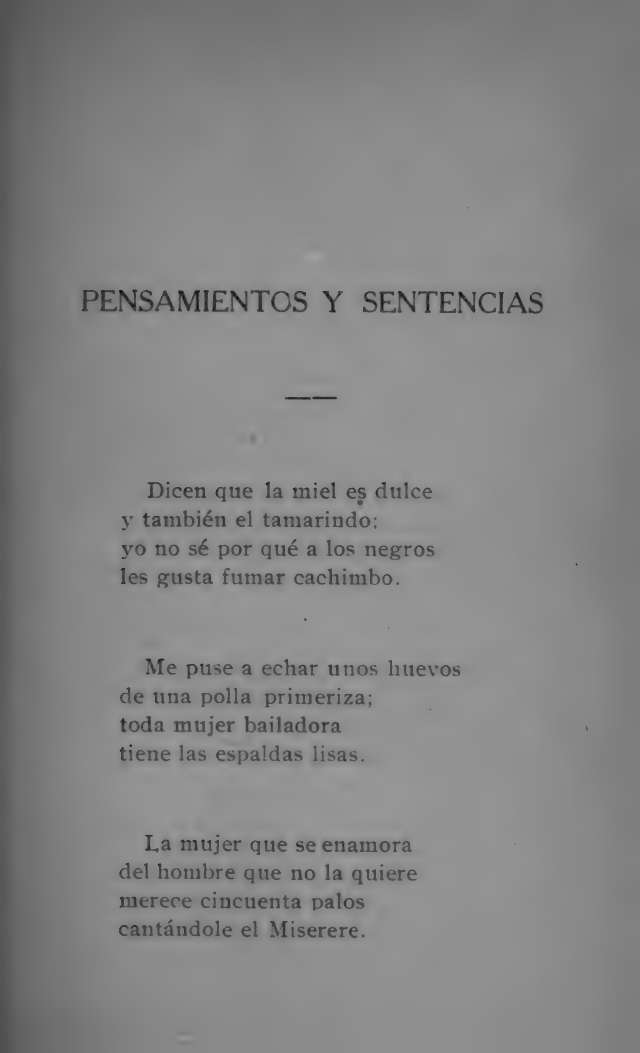 PENSAMIENTOS Y SENTENCIAS
Dicen que la miel es dulce
y también el tamarindo;
yo no sé por qué a los negros
les gusta fumar cachimbo.
Me puse a echar unos huevos
de una polla primeriza;
toda mujer bailadora
tiene las espaldas lisas.
La mujer que se enamora
del hombre que no la quiere
merece cincuenta palos
cantándole el Miserere.